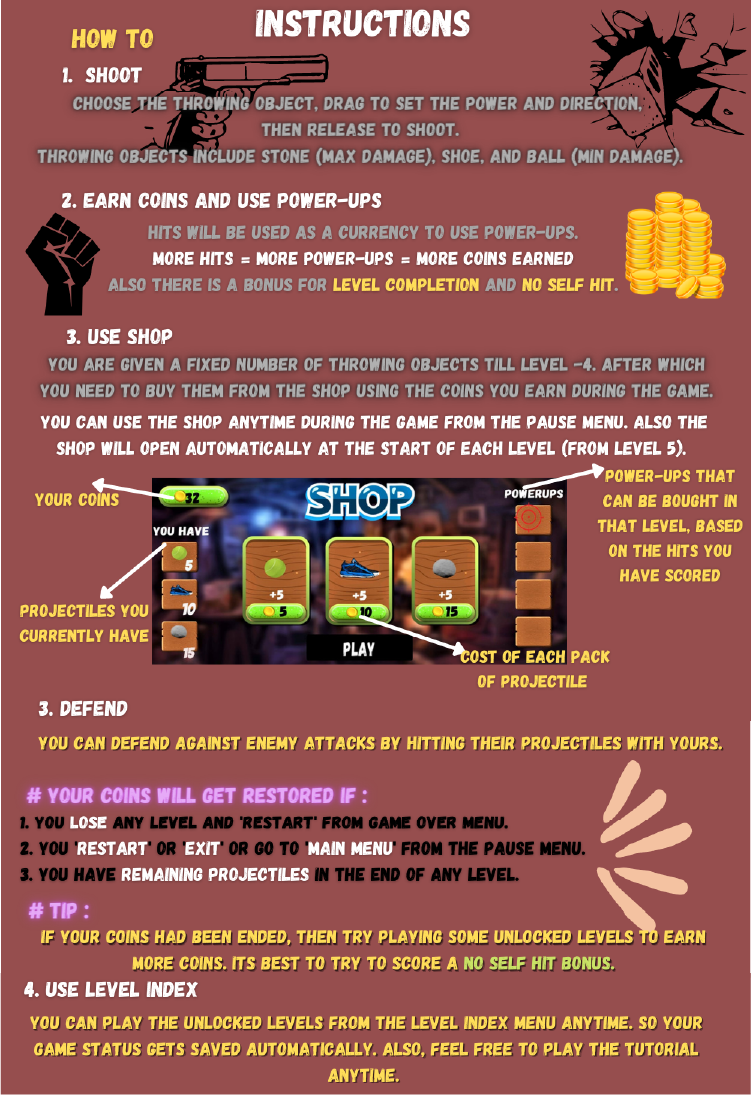 INSTRUCTIONS
HOW TO
1. SHOOT
CHOOSE THE THROWING OBJECT, DRAG TO SET THE POWER AND DIRECTION,
THEN RELEASE TO SHOOT.
THROWING OBJECTS INCLUDE STONE (MAX DAMAGE), SHOE, AND BALL (MIN DAMAGE).
2. EARN COINS AND USE POWER-UPS
HITS WILL BE USED AS A CURRENCY TO USE POWER-UPS.
MORE HITS = MORE POWER-UPS = MORE COINS EARNED
ALSO THERE IS A BONUS FOR LEVEL COMPLETION AND NO SELF HIT.
3. USE SHOP
YOU ARE GIVEN A FIXED NUMBER OF THROWING OBJECTS TILL LEVEL -4. AFTER WHICH
YOU NEED TO BUY THEM FROM THE SHOP USING THE COINS YOU EARN DURING THE GAME.
YOU CAN USE THE SHOP ANYTIME DURING THE GAME FROM THE PAUSE MENU. ALSO THE
SHOP WILL OPEN AUTOMATICALLY AT THE START OF EACH LEVEL (FROM LEVEL 5).
YOUR COINS
32
SHOP
POWERUPS
POWER-UPS THAT
CAN BE BOUGHT IN
THAT LEVEL, BASED
ON THE HITS YOU
HAVE SCORED
YOU HAVE
5
10
15
+5
+5
+5
5
10
15
PLAY
PROJECTILES YOU
CURRENTLY HAVE
COST OF EACH PACK
OF PROJECTILE
3. DEFEND
YOU CAN DEFEND AGAINST ENEMY ATTACKS BY HITTING THEIR PROJECTILES WITH YOURS.
# YOUR COINS WILL GET RESTORED IF :
1. YOU LOSE ANY LEVEL AND 'RESTART' FROM GAME OVER MENU.
2. YOU 'RESTART' OR 'EXIT' OR GO TO 'MAIN MENU' FROM THE PAUSE MENU.
3. YOU HAVE REMAINING PROJECTILES IN THE END OF ANY LEVEL.
# TIP :
IF YOUR COINS HAD BEEN ENDED, THEN TRY PLAYING SOME UNLOCKED LEVELS TO EARN
MORE COINS. ITS BEST TO TRY TO SCORE A NO SELF HIT BONUS.
4. USE LEVEL INDEX
YOU CAN PLAY THE UNLOCKED LEVELS FROM THE LEVEL INDEX MENU ANYTIME. SO YOUR
GAME STATUS GETS SAVED AUTOMATICALLY. ALSO, FEEL FREE TO PLAY THE TUTORIAL
ANYTIME.